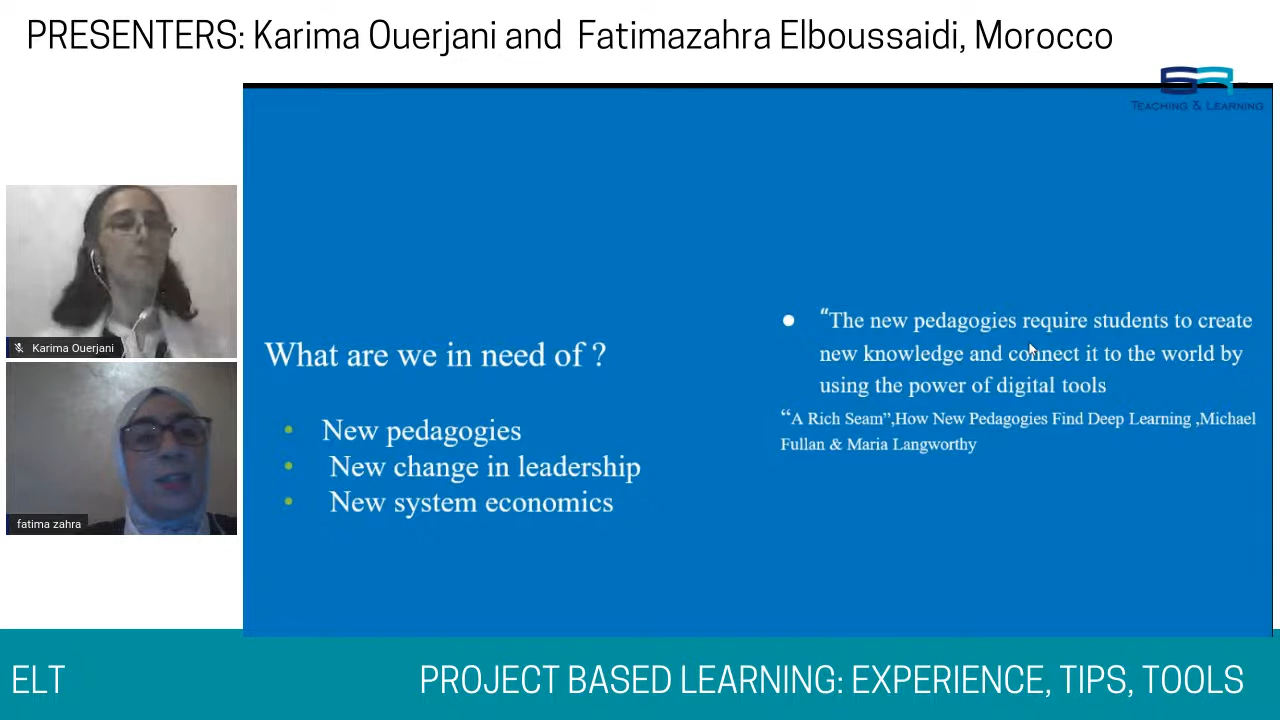 PRESENTERS: Karima Ouerjani and Fatimazahra Elboussaidi, Morocco
SR
TEACHING & LEARNING
Karima Ouerjani
fatima zahra
What are we in need of ?
• New pedagogies
• New change in leadership
• New system economics
● “The new pedagogies require students to create
new knowledge and connect it to the world by
using the power of digital tools
“A Rich Seam”,How New Pedagogies Find Deep Learning ,Michael
Fullan & Maria Langworthy
ELT
PROJECT BASED LEARNING: EXPERIENCE, TIPS, TOOLS